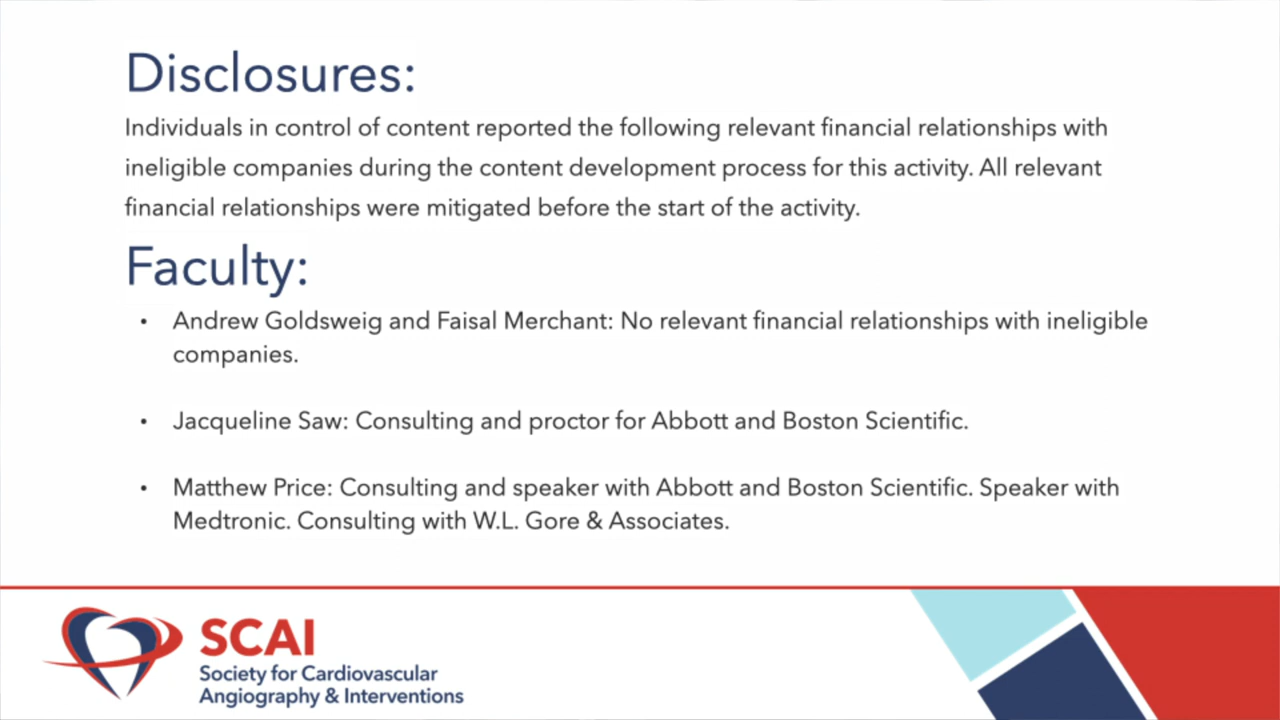 Disclosures:
Individuals in control of content reported the following relevant financial relationships with
ineligible companies during the content development process for this activity. All relevant
financial relationships were mitigated before the start of the activity.
Faculty:
• Andrew Goldsweig and Faisal Merchant: No relevant financial relationships with ineligible
companies.
• Jacqueline Saw: Consulting and proctor for Abbott and Boston Scientific.
• Matthew Price: Consulting and speaker with Abbott and Boston Scientific. Speaker with
Medtronic. Consulting with W.L. Gore & Associates.
SCAI
Society for Cardiovascular
Angiography & Interventions